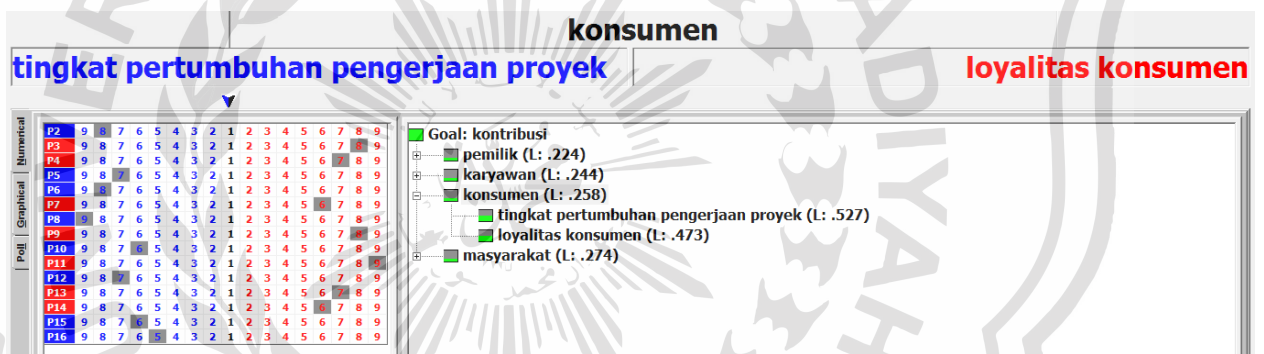 konsumen
tingkat pertumbuhan pengerjaan proyek
loyalitas konsumen
Numerical
Graphical
Poll
P2 9 8 7 6 5 4 3 2 1 2 3 4 5 6 7 8 9
P3 9 8 7 6 5 4 3 2 1 2 3 4 5 6 7 8 9
P4 9 8 7 6 5 4 3 2 1 2 3 4 5 6 7 8 9
P5 9 8 7 6 5 4 3 2 1 2 3 4 5 6 7 8 9
P6 9 8 7 6 5 4 3 2 1 2 3 4 5 6 7 8 9
P7 9 8 7 6 5 4 3 2 1 2 3 4 5 6 7 8 9
P8 9 8 7 6 5 4 3 2 1 2 3 4 5 6 7 8 9
P9 9 8 7 6 5 4 3 2 1 2 3 4 5 6 7 8 9
P10 9 8 7 6 5 4 3 2 1 2 3 4 5 6 7 8 9
P11 9 8 7 6 5 4 3 2 1 2 3 4 5 6 7 8 9
P12 9 8 7 6 5 4 3 2 1 2 3 4 5 6 7 8 9
P13 9 8 7 6 5 4 3 2 1 2 3 4 5 6 7 8 9
P14 9 8 7 6 5 4 3 2 1 2 3 4 5 6 7 8 9
P15 9 8 7 6 5 4 3 2 1 2 3 4 5 6 7 8 9
P16 9 8 7 6 5 4 3 2 1 2 3 4 5 6 7 8 9
Goal: kontribusi
pemilik (L: .224)
karyawan (L: .244)
konsumen (L: .258)
tingkat pertumbuhan pengerjaan proyek (L: .527)
loyalitas konsumen (L: .473)
masyarakat (L: .274)
ADIYAH